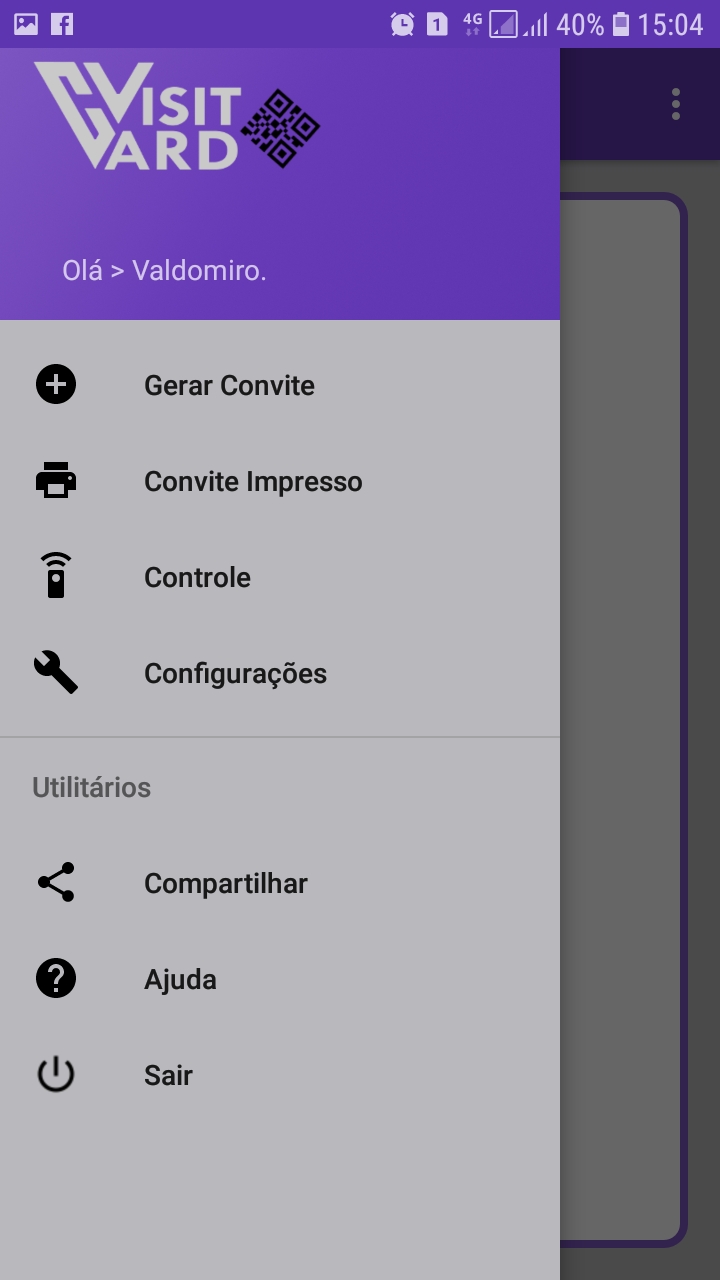 1 4G 40% 15:04
VISIT
CARD
Olá > Valdomiro.
Gerar Convite
Convite Impresso
Controle
Configurações
Utilitários
Compartilhar
Ajuda
Sair